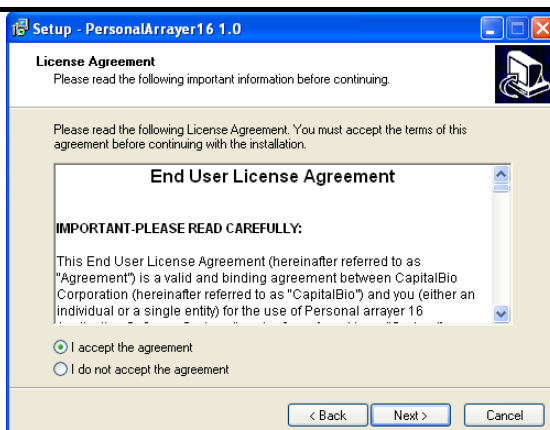 Setup - PersonalArrayer16 1.0
License Agreement
Please read the following important information before continuing.
Please read the following License Agreement. You must accept the terms of this
agreement before continuing with the installation.
End User License Agreement
IMPORTANT-PLEASE READ CAREFULLY:
This End User License Agreement (hereinafter referred to as
"Agreement") is a valid and binding agreement between CapitalBio
Corporation (hereinafter referred to as "CapitalBio") and you (either an
individual or a single entity) for the use of Personal arrayer 16
I accept the agreement
I do not accept the agreement
< Back Next > Cancel